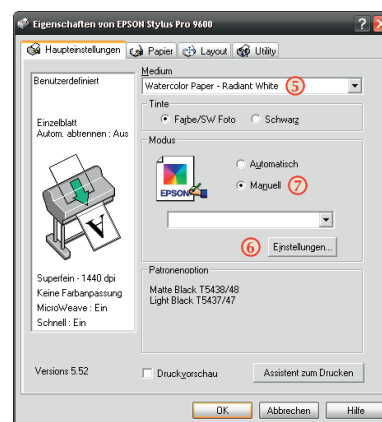 Eigenschaften von EPSON Stylus Pro 9600
Haupteinstellungen Papier Layout Utility
Benutzerdefiniert
Einzelblatt
Autom. abtrennen : Aus
A
Superfein - 1440 dpi
Keine Farbanpassung
MicroWeave : Ein
Schnell : Ein
Versions 5.52
Medium
Watercolor Paper - Radiant White 5
Tinte
Farbe/SW Foto Schwarz
Modus
EPSON
Automatisch
Manuell 7
6 Einstellungen...
Patronenoption
Matte Black T5438/48
Light Black T5437/47
Druckvorschau Assistent zum Drucken
OK Abbrechen Hilfe